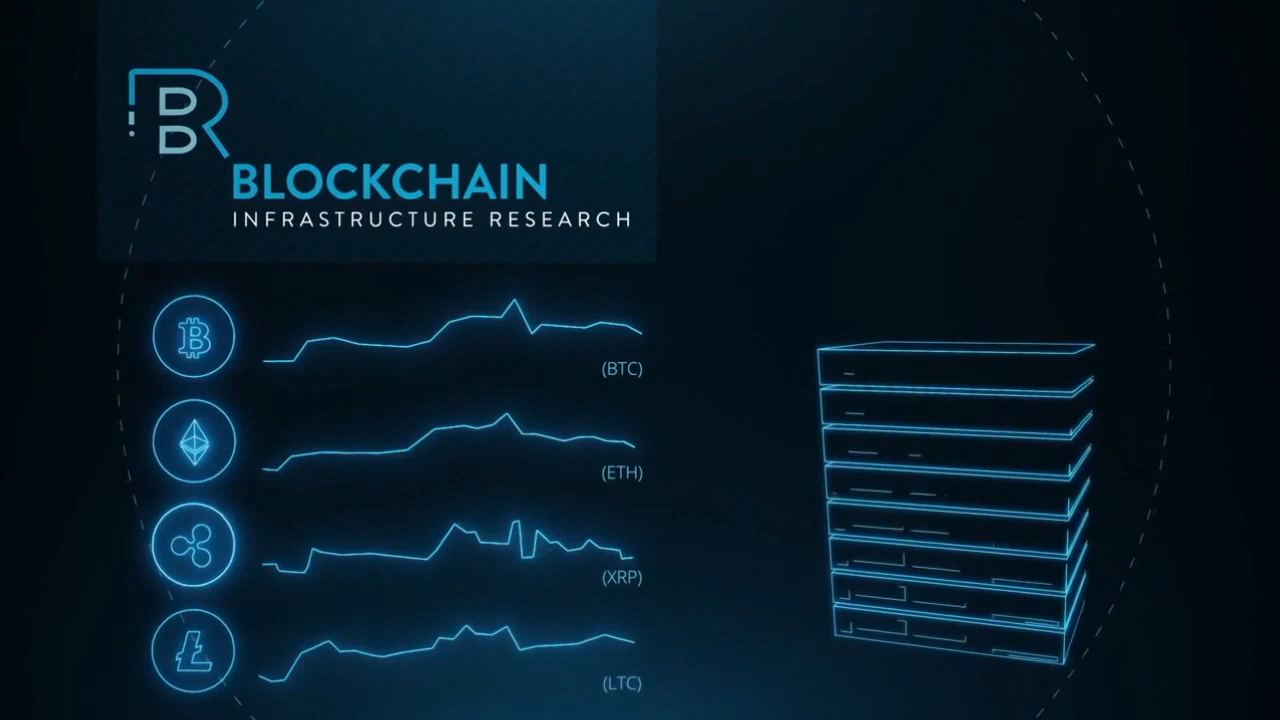 BLOCKCHAIN
INFRASTRUCTURE RESEARCH
(BTC)
(ETH)
(XRP)
(LTC)